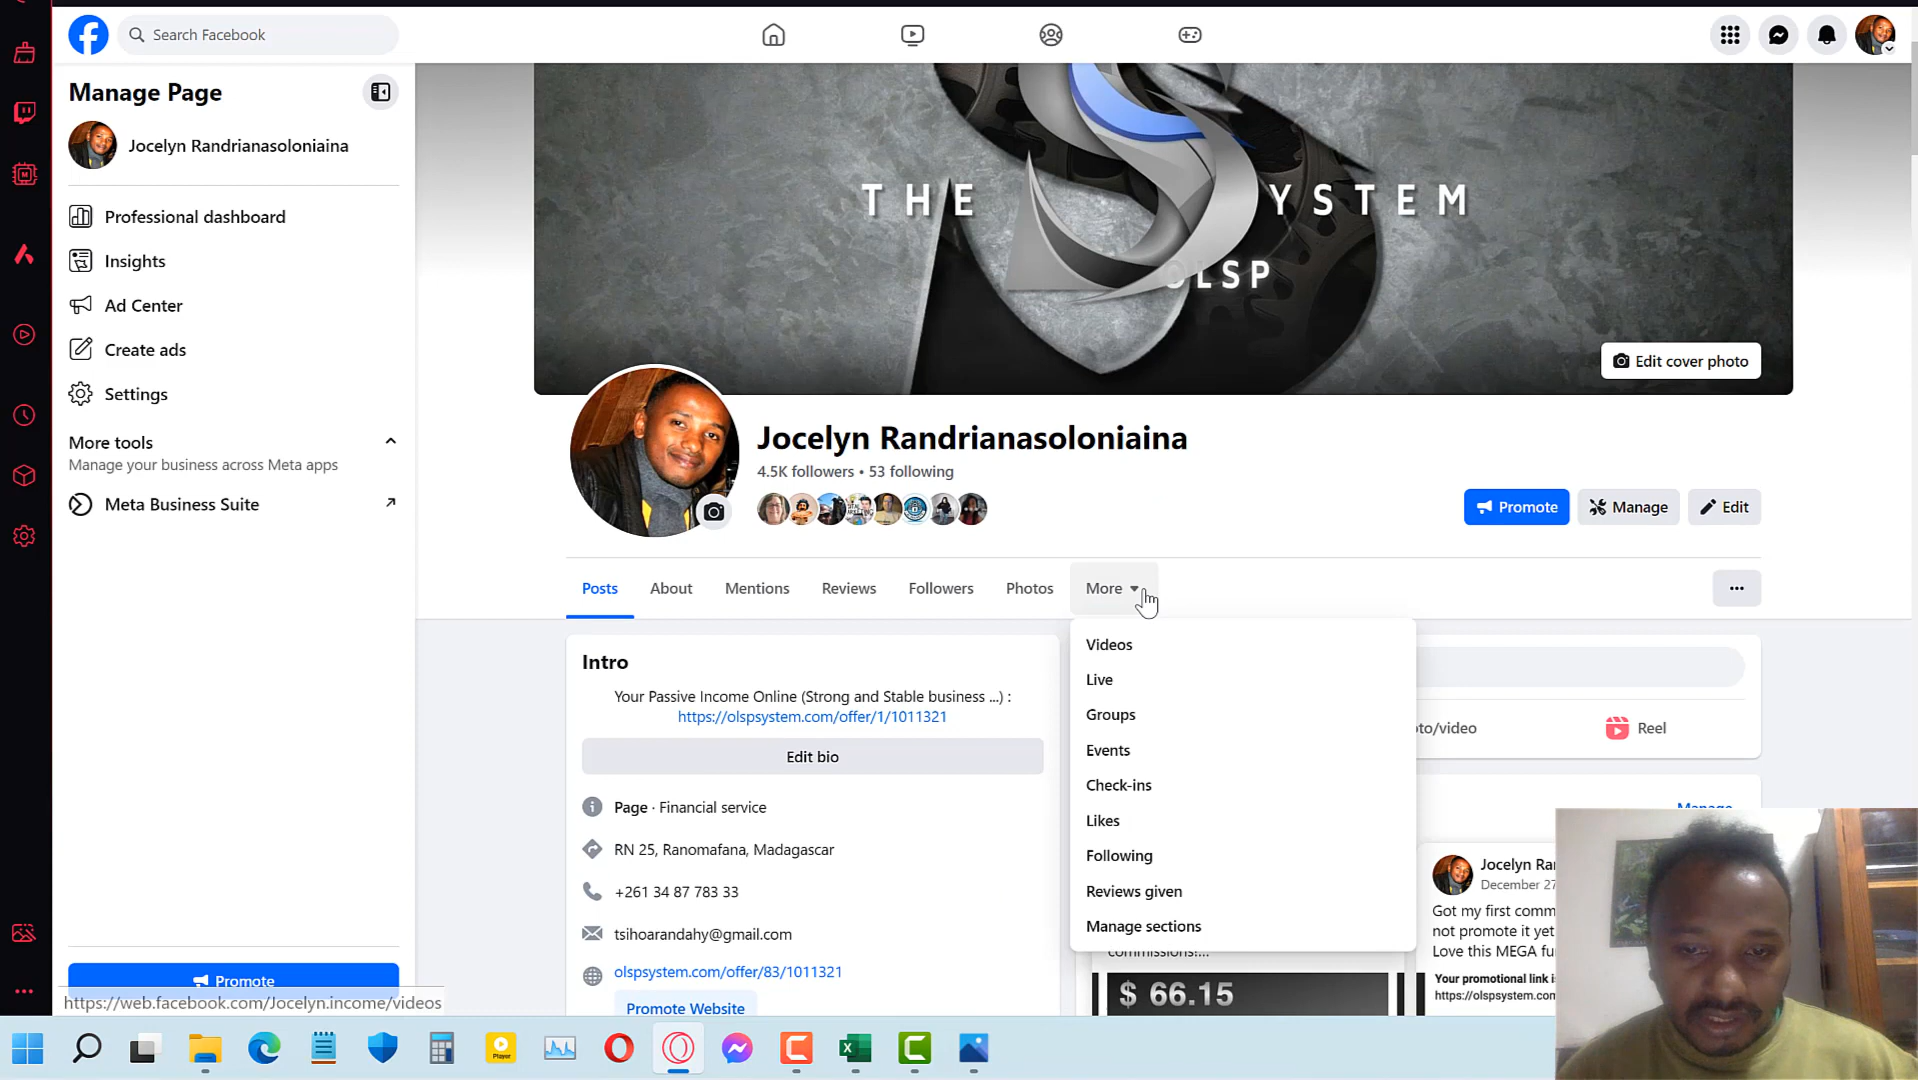 Search Facebook
Manage Page
Jocelyn Randrianasoloniaina
Professional dashboard
Insights
Ad Center
Create ads
Settings
More tools
Manage your business across Meta apps
Meta Business Suite
Promote
https://web.facebook.com/Jocelyn.income/videos
THE SYSTEM
OLSP
Edit cover photo
Jocelyn Randrianasoloniaina
4.5K followers • 53 following
Promote
Manage
Edit
Posts
About
Mentions
Reviews
Followers
Photos
More
Videos
Live
Groups
Events
Check-ins
Likes
Following
Reviews given
Manage sections
Intro
Your Passive Income Online (Strong and Stable business ...) :
https://olspsystem.com/offer/1/1011321
Edit bio
Page · Financial service
RN 25, Ranomafana, Madagascar
+261 34 87 783 33
tsihoarandahy@gmail.com
olspsystem.com/offer/83/1011321
Promote Website
oto/video
Reel
Manage
commissions:...
$ 66.15
Jocelyn Ra
December 27
Got my first comm
not promote it yet
Love this MEGA fu
Your promotional link is
https://olspsystem.com
Player